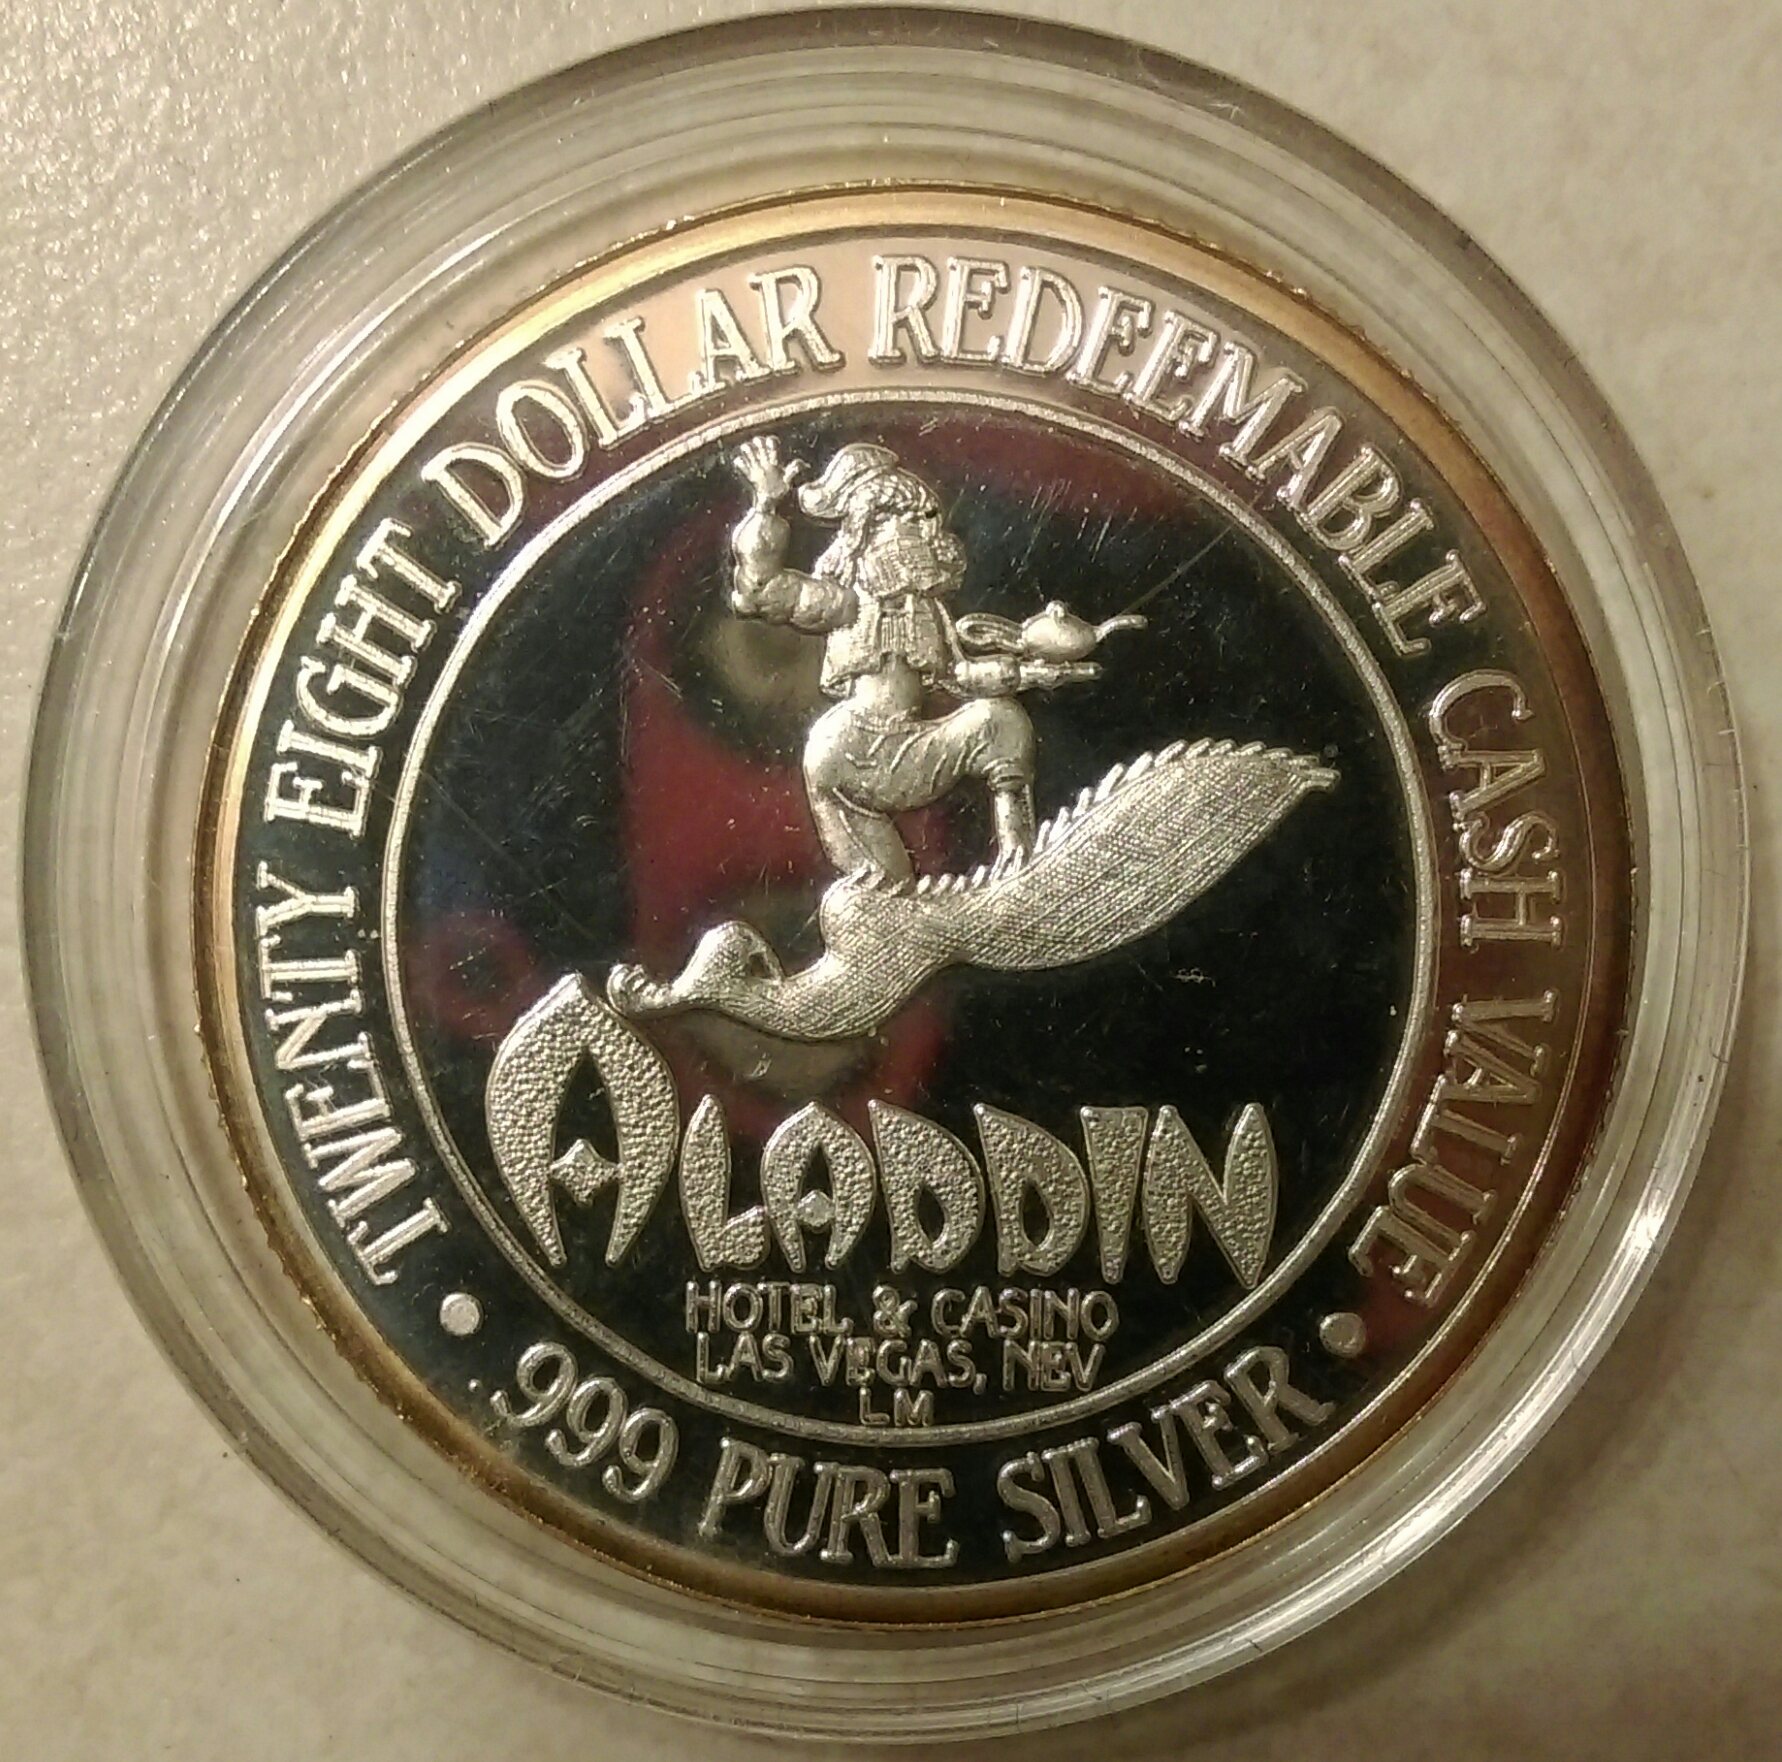 TWENTY EIGHT DOLLAR REDEEMABLE CASH VALUE
ALADDIN
HOTEL & CASINO
LAS VEGAS, NEV
LM
.999 PURE SILVER